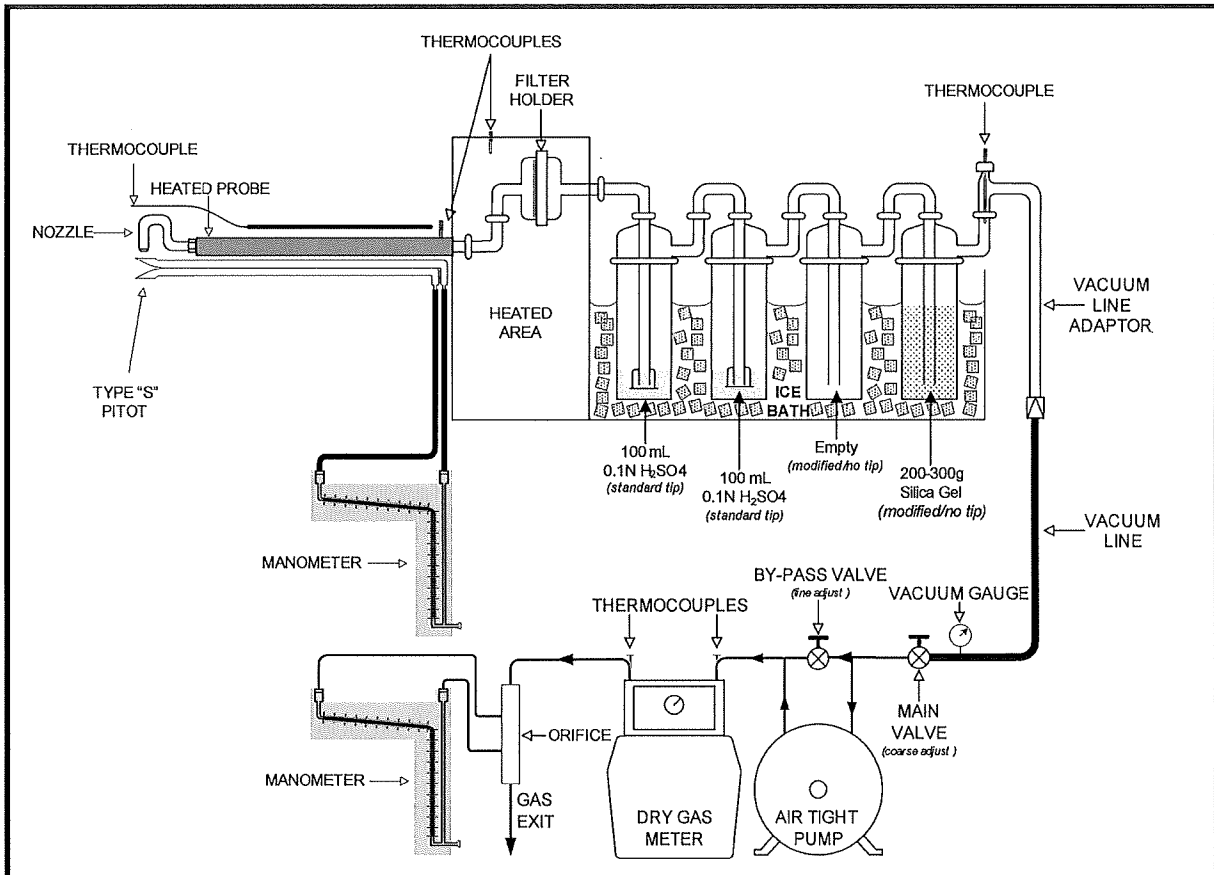 THERMOCOUPLES
FILTER
HOLDER
THERMOCOUPLE
THERMOCOUPLE
HEATED PROBE
NOZZLE
TYPE "S"
PITOT
HEATED
AREA
ICE
BATH
VACUUM
LINE
ADAPTOR
100 mL
0.1N H₂SO4
(standard tip)
100 mL
0.1N H₂SO4
(standard tip)
Empty
(modified/no tip)
200-300g
Silica Gel
(modified/no tip)
VACUUM
LINE
MANOMETER
BY-PASS VALVE
(fine adjust )
VACUUM GAUGE
THERMOCOUPLES
MAIN
VALVE
(coarse adjust )
ORIFICE
MANOMETER
GAS
EXIT
DRY GAS
METER
AIR TIGHT
PUMP